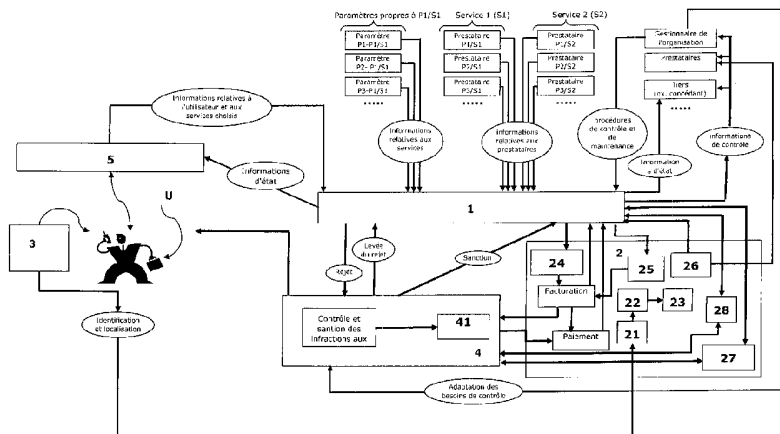 Paramètres propres à P1/S1
Service 1 (S1)
Service 2 (S2)
Paramètre
P1-P1/S1
Paramètre
P2- P1/S1
Paramètre
P3-P1/S1
.....
Prestataire
P1/S1
Prestataire
P2/S1
Prestataire
P3/S1
.....
Prestataire
P1/S2
Prestataire
P2/S2
Prestataire
P3/S2
.....
Gestionnaire de
l'organisation
Prestataires
Tiers
(ex. concédant)
.....
Informations relatives à
l'utilisateur et aux
services choisis
Informations
relatives aux
services
Informations
relatives aux
prestataires
procédures
de contrôle et de
maintenance
Information
d'état
informations
de contrôle
5
Informations
d'état
U
1
3
Levée
du rejet
Rejet
Sanction
2
24
25
26
Facturation
22
23
28
21
Paiement
27
Contrôle et
santion des
infractions aux
41
4
Identification
et localisation
Adaptation des
besoins de contrôle